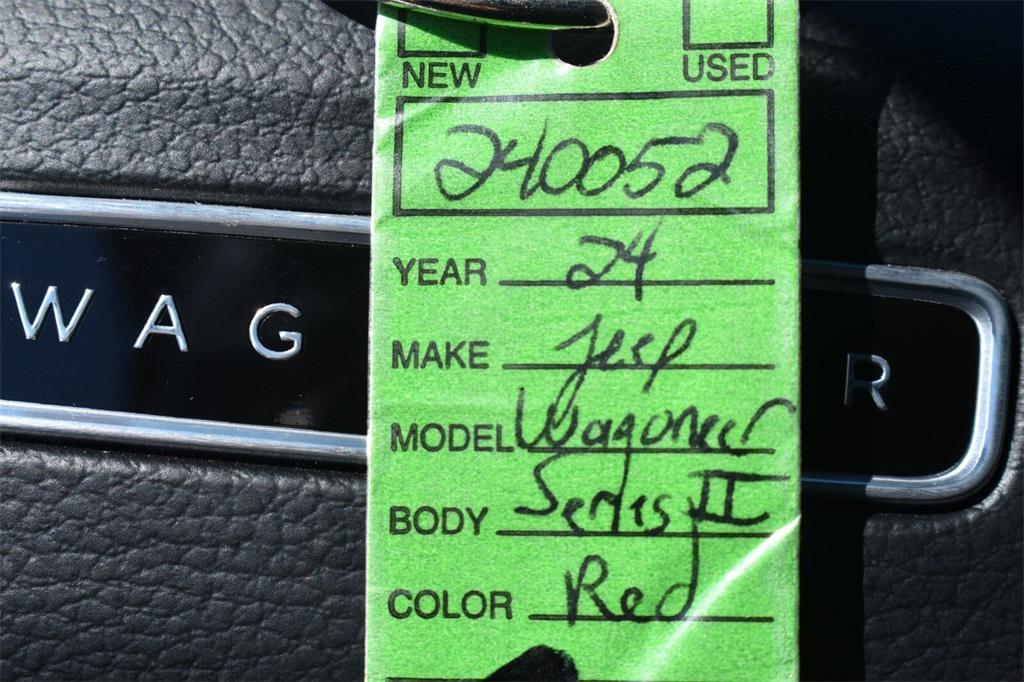 NEW USED
240052
YEAR 24
MAKE Jeep
MODEL Wagoneer
BODY Series II
COLOR Red
WAG
R